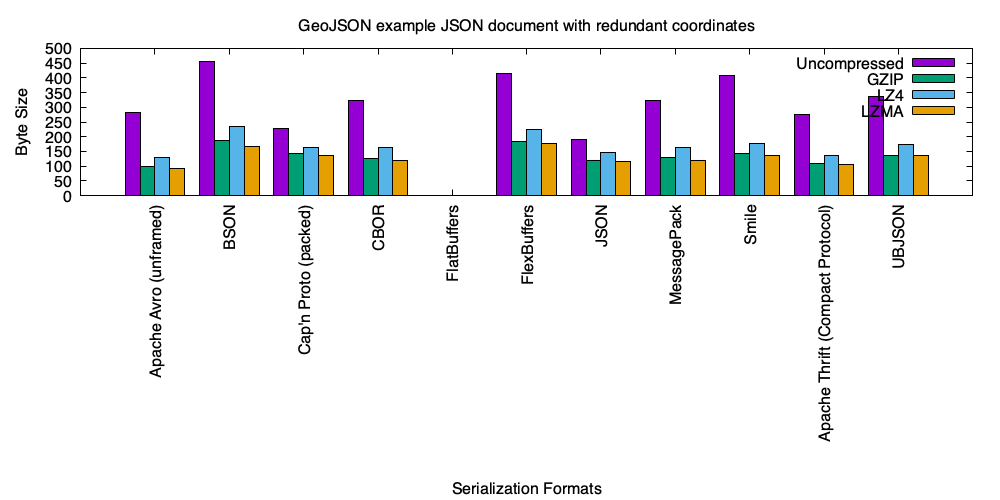 GeoJSON example JSON document with redundant coordinates
500
450
400
350
300
250
200
150
100
50
0
Byte Size
Uncompressed
GZIP
LZ4
LZMA
Apache Avro (unframed)
BSON
Cap'n Proto (packed)
CBOR
FlatBuffers
FlexBuffers
JSON
MessagePack
Smile
Apache Thrift (Compact Protocol)
UBJSON
Serialization Formats